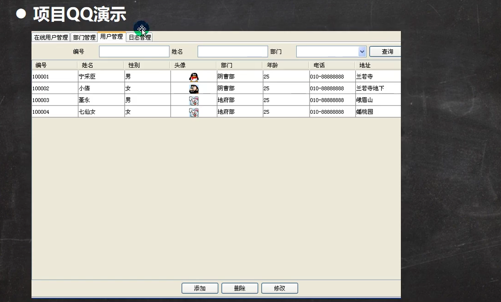 ● 项目QQ演示
在线用户管理 部门管理 用户管理 日志管理
编号 姓名 部门 查询
编号 姓名 性别 头像 部门 年龄 电话 地址
100001 宁采臣 男 阴曹部 25 010-88888888 兰若寺
100002 小倩 女 阴曹部 25 010-88888888 兰若寺地下
100003 董永 男 地府部 25 010-88888888 峨眉山
100004 七仙女 女 地府部 25 010-88888888 蟠桃园
添加 删除 修改